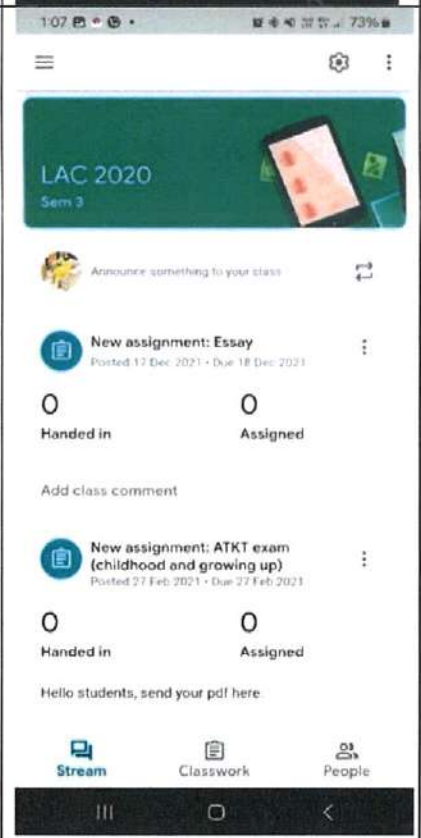 1:07
73%
LAC 2020
Sem 3
Announce something to your class
New assignment: Essay
Posted 17 Dec 2021 • Due 18 Dec 2021
0 0
Handed in Assigned
Add class comment
New assignment: ATKT exam
(childhood and growing up)
Posted 27 Feb 2021 • Due 27 Feb 2021
0 0
Handed in Assigned
Hello students, send your pdf here
Stream Classwork People